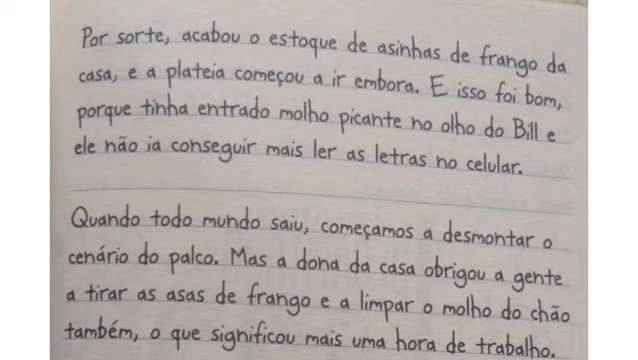 Por sorte, acabou o estoque de asinhas de frango da
casa, e a plateia começou a ir embora. E isso foi bom,
porque tinha entrado molho picante no olho do Bill e
ele não ia conseguir mais ler as letras no celular.
Quando todo mundo saiu, começamos a desmontar o
cenário do palco. Mas a dona da casa obrigou a gente
a tirar as asas de frango e a limpar o molho do chão
também, o que significou mais uma hora de trabalho.